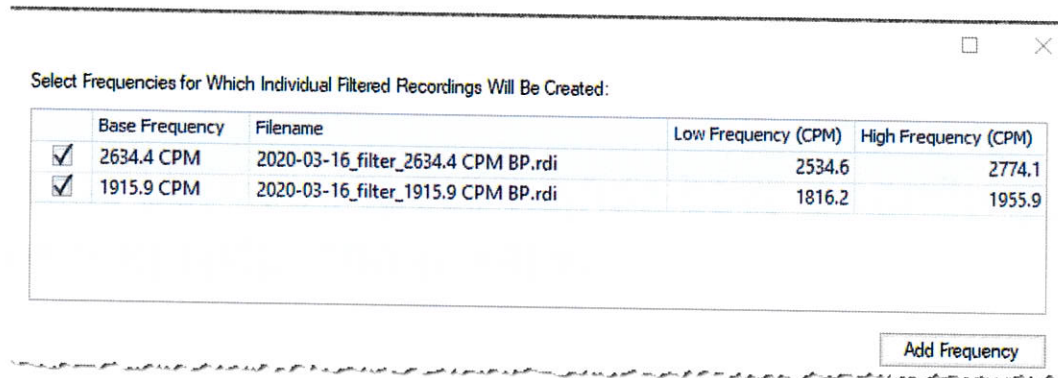 Select Frequencies for Which Individual Filtered Recordings Will Be Created:
Base Frequency Filename Low Frequency (CPM) High Frequency (CPM)
2634.4 CPM 2020-03-16_filter_2634.4 CPM BP.rdi 2534.6 2774.1
1915.9 CPM 2020-03-16_filter_1915.9 CPM BP.rdi 1816.2 1955.9
Add Frequency